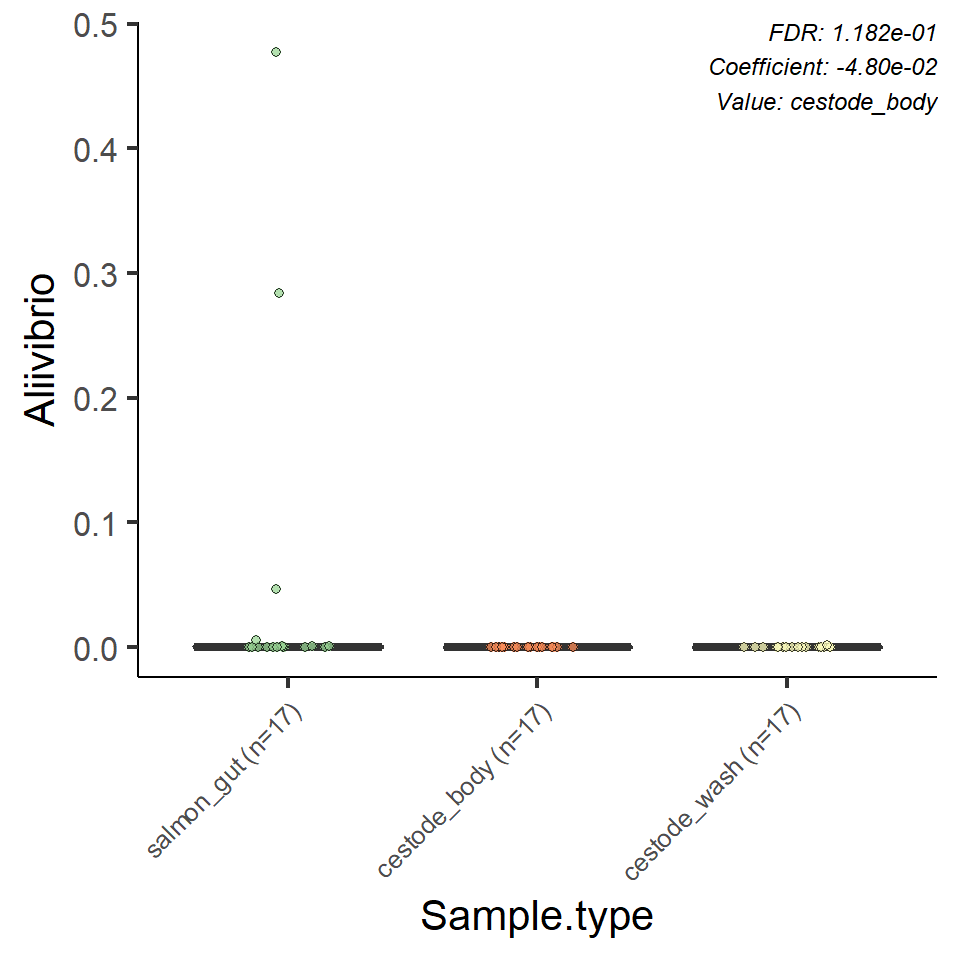 FDR: 1.182e-01
Coefficient: -4.80e-02
Value: cestode_body
0.5
0.4
0.3
0.2
0.1
0.0
Aliivibrio
salmon_gut (n=17)
cestode_body (n=17)
cestode_wash (n=17)
Sample.type